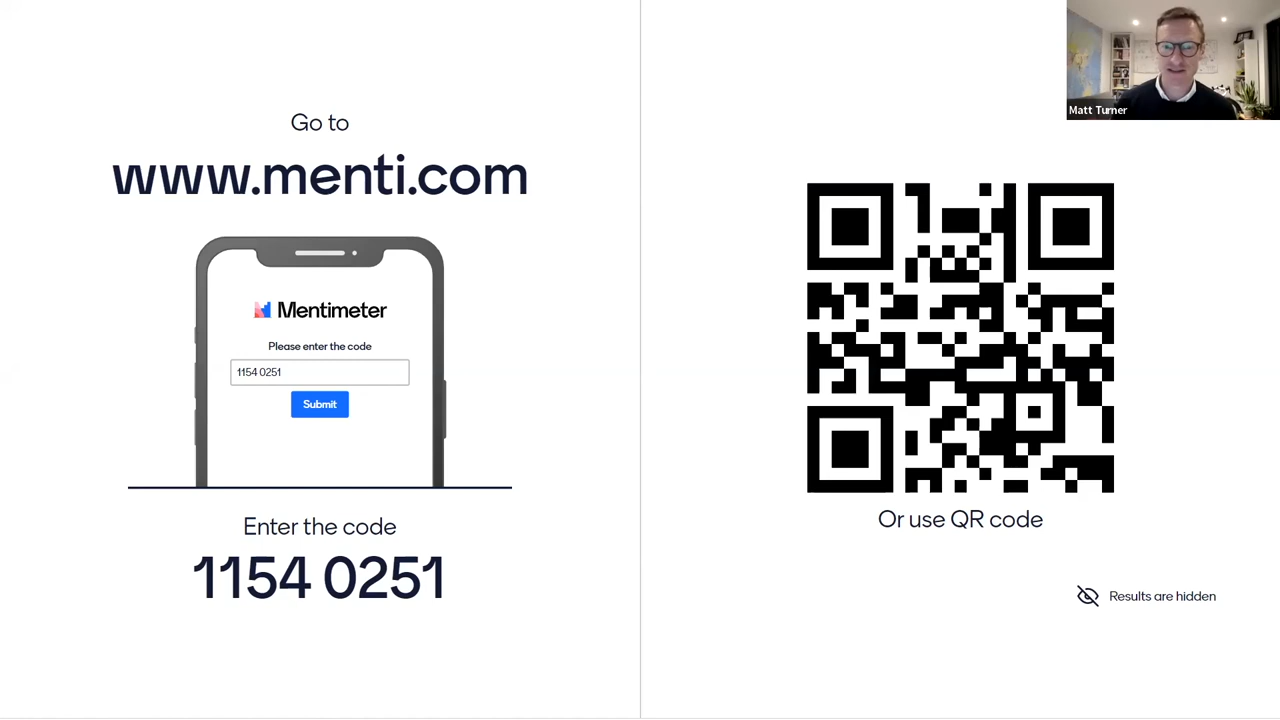 Go to
www.menti.com
Mentimeter
Please enter the code
1154 0251
Submit
Enter the code
1154 0251
Matt Turner
Or use QR code
Results are hidden